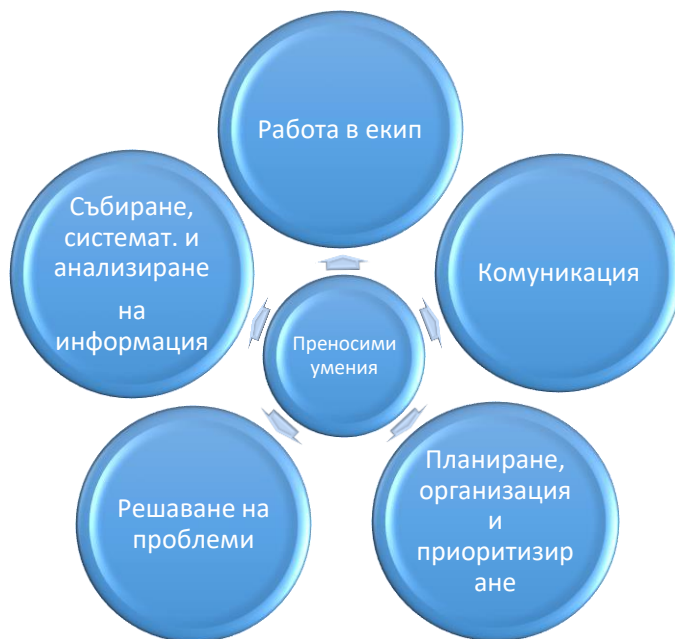 Работа в екип
Събиране,
системат. и
анализиране
на
информация
Комуникация
Преносими
умения
Решаване на
проблеми
Планиране,
организация
и
приоритизир
ане